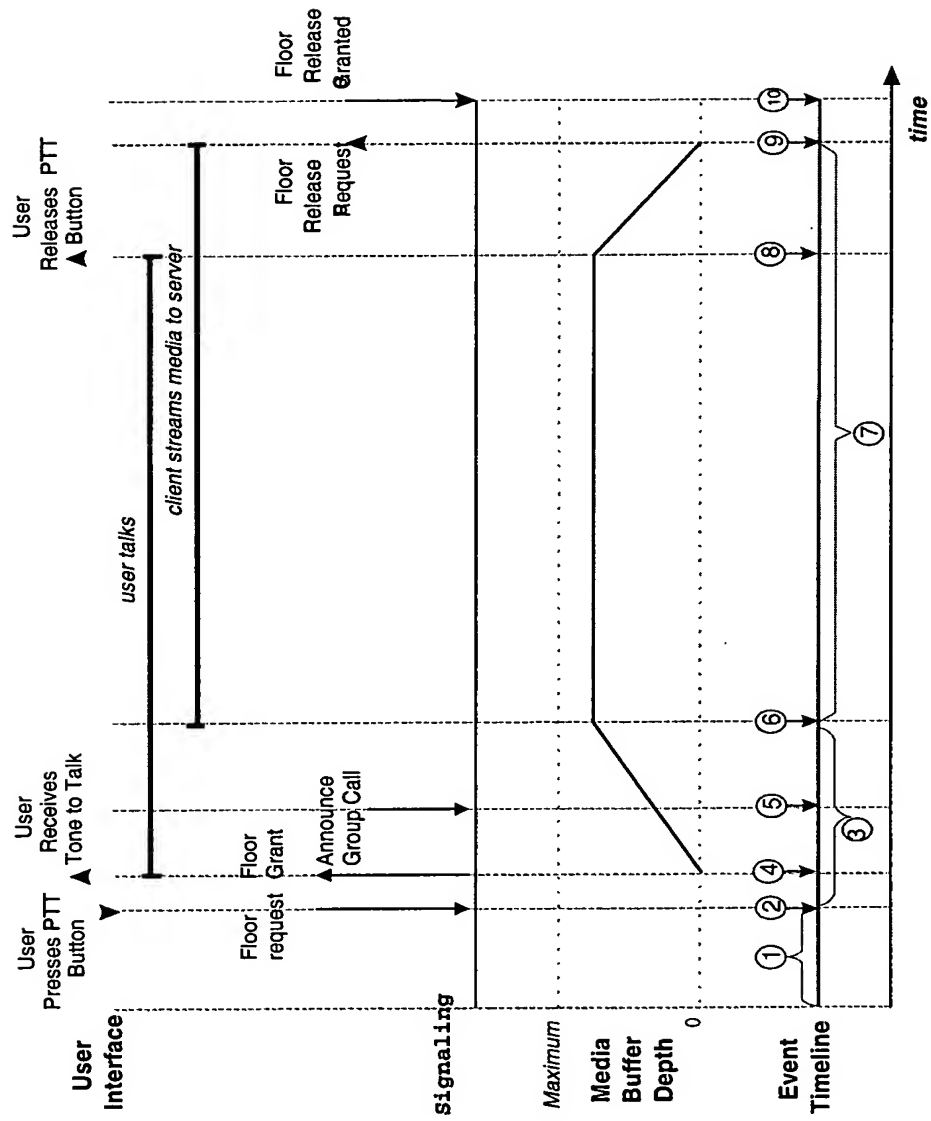 User
Presses PTT
Button
User
Receives
Tone to Talk
User
Releases PTT
Button
User
Interface
user talks
client streams media to server
Floor
request
Floor
Grant
Announce
Group Call
Floor
Release
Request
Floor
Release
Granted
Signaling
Maximum
Media
Buffer
Depth
0
Event
Timeline
1
2
3
4
5
6
7
8
9
10
time